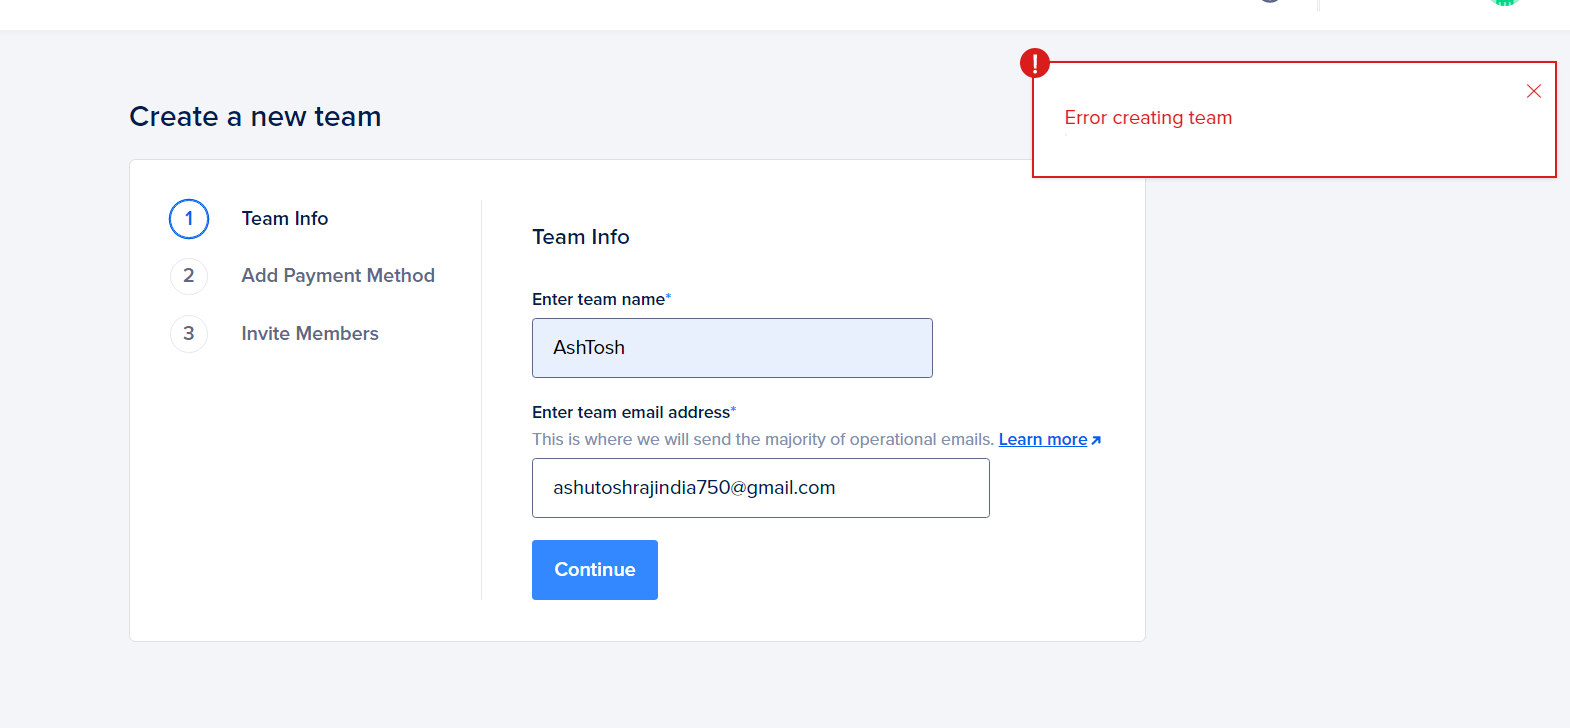 Create a new team
!
Error creating team
1 Team Info
2 Add Payment Method
3 Invite Members
Team Info
Enter team name*
AshTosh
Enter team email address*
This is where we will send the majority of operational emails. Learn more
ashutoshrajindia750@gmail.com
Continue